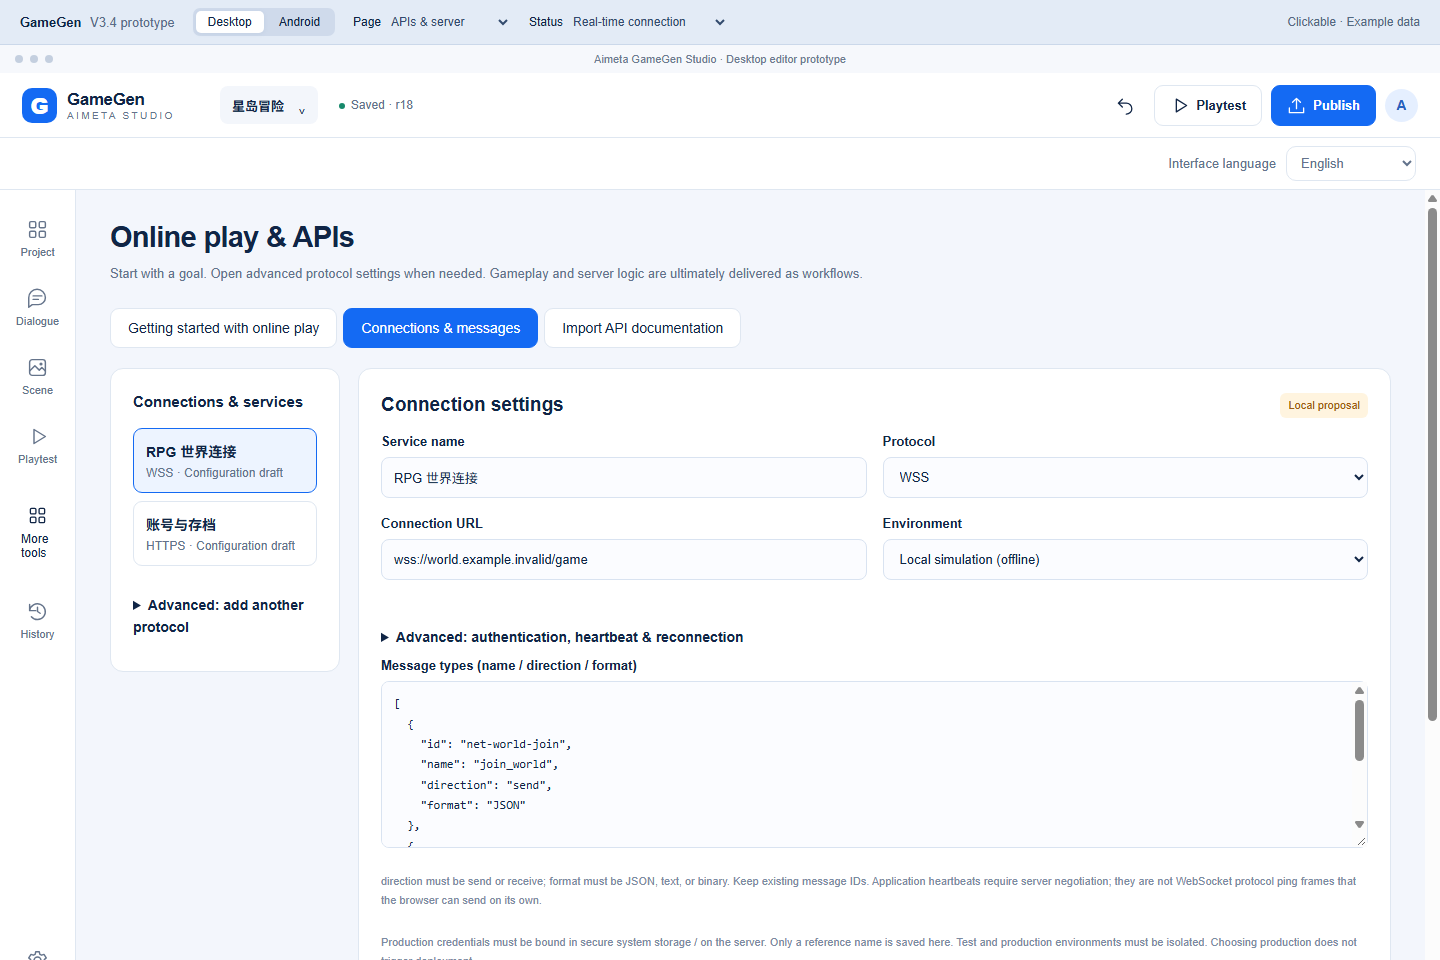 GameGen V3.4 prototype Desktop Android Page APIs & server Status Real-time connection Clickable · Example data
Aimeta GameGen Studio · Desktop editor prototype
G GameGen
AIMETA STUDIO
星岛冒险
Saved · r18
Playtest
Publish
A
Interface language English
Project
Dialogue
Scene
Playtest
More
tools
History
Online play & APIs
Start with a goal. Open advanced protocol settings when needed. Gameplay and server logic are ultimately delivered as workflows.
Getting started with online play Connections & messages Import API documentation
Connections & services
RPG 世界连接
WSS · Configuration draft
账号与存档
HTTPS · Configuration draft
Advanced: add another
protocol
Connection settings
Local proposal
Service name
RPG 世界连接
Protocol
WSS
Connection URL
wss://world.example.invalid/game
Environment
Local simulation (offline)
Advanced: authentication, heartbeat & reconnection
Message types (name / direction / format)
[
{
"id": "net-world-join",
"name": "join_world",
"direction": "send",
"format": "JSON"
},
{
direction must be send or receive; format must be JSON, text, or binary. Keep existing message IDs. Application heartbeats require server negotiation; they are not WebSocket protocol ping frames that
the browser can send on its own.
Production credentials must be bound in secure system storage / on the server. Only a reference name is saved here. Test and production environments must be isolated. Choosing production does not
trigger deployment.